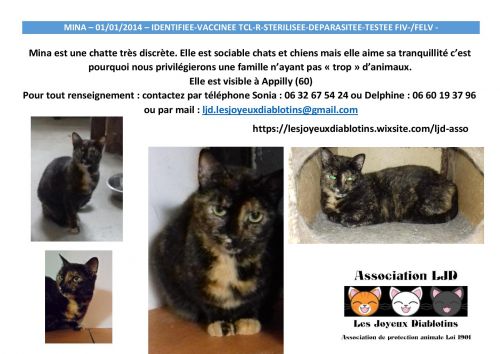 MINA – 01/01/2014 – IDENTIFIEE-VACCINEE TCL-R-STERILISEE-DEPARASITEE-TESTEE FIV-/FELV -
Mina est une chatte très discrète. Elle est sociable chats et chiens mais elle aime sa tranquillité c'est
pourquoi nous privilégierons une famille n'ayant pas « trop » d'animaux.
Elle est visible à Appilly (60)
Pour tout renseignement : contactez par téléphone Sonia : 06 32 67 54 24 ou Delphine : 06 60 19 37 96
ou par mail : ljd.lesjoyeuxdiablotins@gmail.com
https://lesjoyeuxdiablotins.wixsite.com/ljd-asso
Association LJD
Les Joyeux Diablotins
Association de protection animale Loi 1901